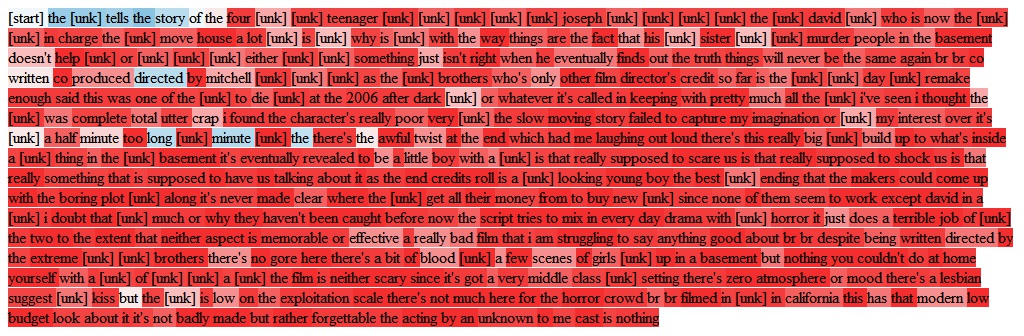 [start] the [unk] tells the story of the four [unk] [unk] teenager [unk] [unk] [unk] [unk] [unk] joseph [unk] [unk] [unk] [unk] the [unk] david [unk] who is now the [unk]
[unk] in charge the [unk] move house a lot [unk] is [unk] why is [unk] with the way things are the fact that his [unk] sister [unk] [unk] murder people in the basement
doesn't help [unk] or [unk] [unk] [unk] either [unk] [unk] something just isn't right when he eventually finds out the truth things will never be the same again br br co
written co produced directed by mitchell [unk] [unk] [unk] as the [unk] brothers who's only other film director's credit so far is the [unk] day [unk] remake
enough said this was one of the [unk] to die [unk] at the 2006 after dark [unk] or whatever it's called in keeping with pretty much all the [unk] i've seen i thought the
[unk] was complete total utter crap i found the character's really poor very [unk] the slow moving story failed to capture my imagination or [unk] my interest over it's
[unk] a half minute too long [unk] minute [unk] the there's the awful twist at the end which had me laughing out loud there's this really big [unk] build up to what's inside
a [unk] thing in the [unk] basement it's eventually revealed to be a little boy with a [unk] is that really supposed to scare us is that really supposed to shock us is that
really something that is supposed to have us talking about it as the end credits roll is a [unk] looking young boy the best [unk] ending that the makers could come up
with the boring plot [unk] along it's never made clear where the [unk] get all their money from to buy new [unk] since none of them seem to work except david in a
[unk] i doubt that [unk] much or why they haven't been caught before now the script tries to mix in every day drama with [unk] horror it just does a terrible job of [unk]
the two to the extent that neither aspect is memorable or effective a really bad film that i am struggling to say anything good about br br despite being written directed by
the extreme [unk] [unk] brothers there's no gore here there's a bit of blood [unk] a few scenes of girls [unk] up in a basement but nothing you couldn't do at home
yourself with a [unk] of [unk] [unk] a [unk] the film is neither scary since it's got a very middle class [unk] setting there's zero atmosphere or mood there's a lesbian
suggest [unk] kiss but the [unk] is low on the exploitation scale there's not much here for the horror crowd br br filmed in [unk] in california this has that modern low
budget look about it it's not badly made but rather forgettable the acting by an unknown to me cast is nothing